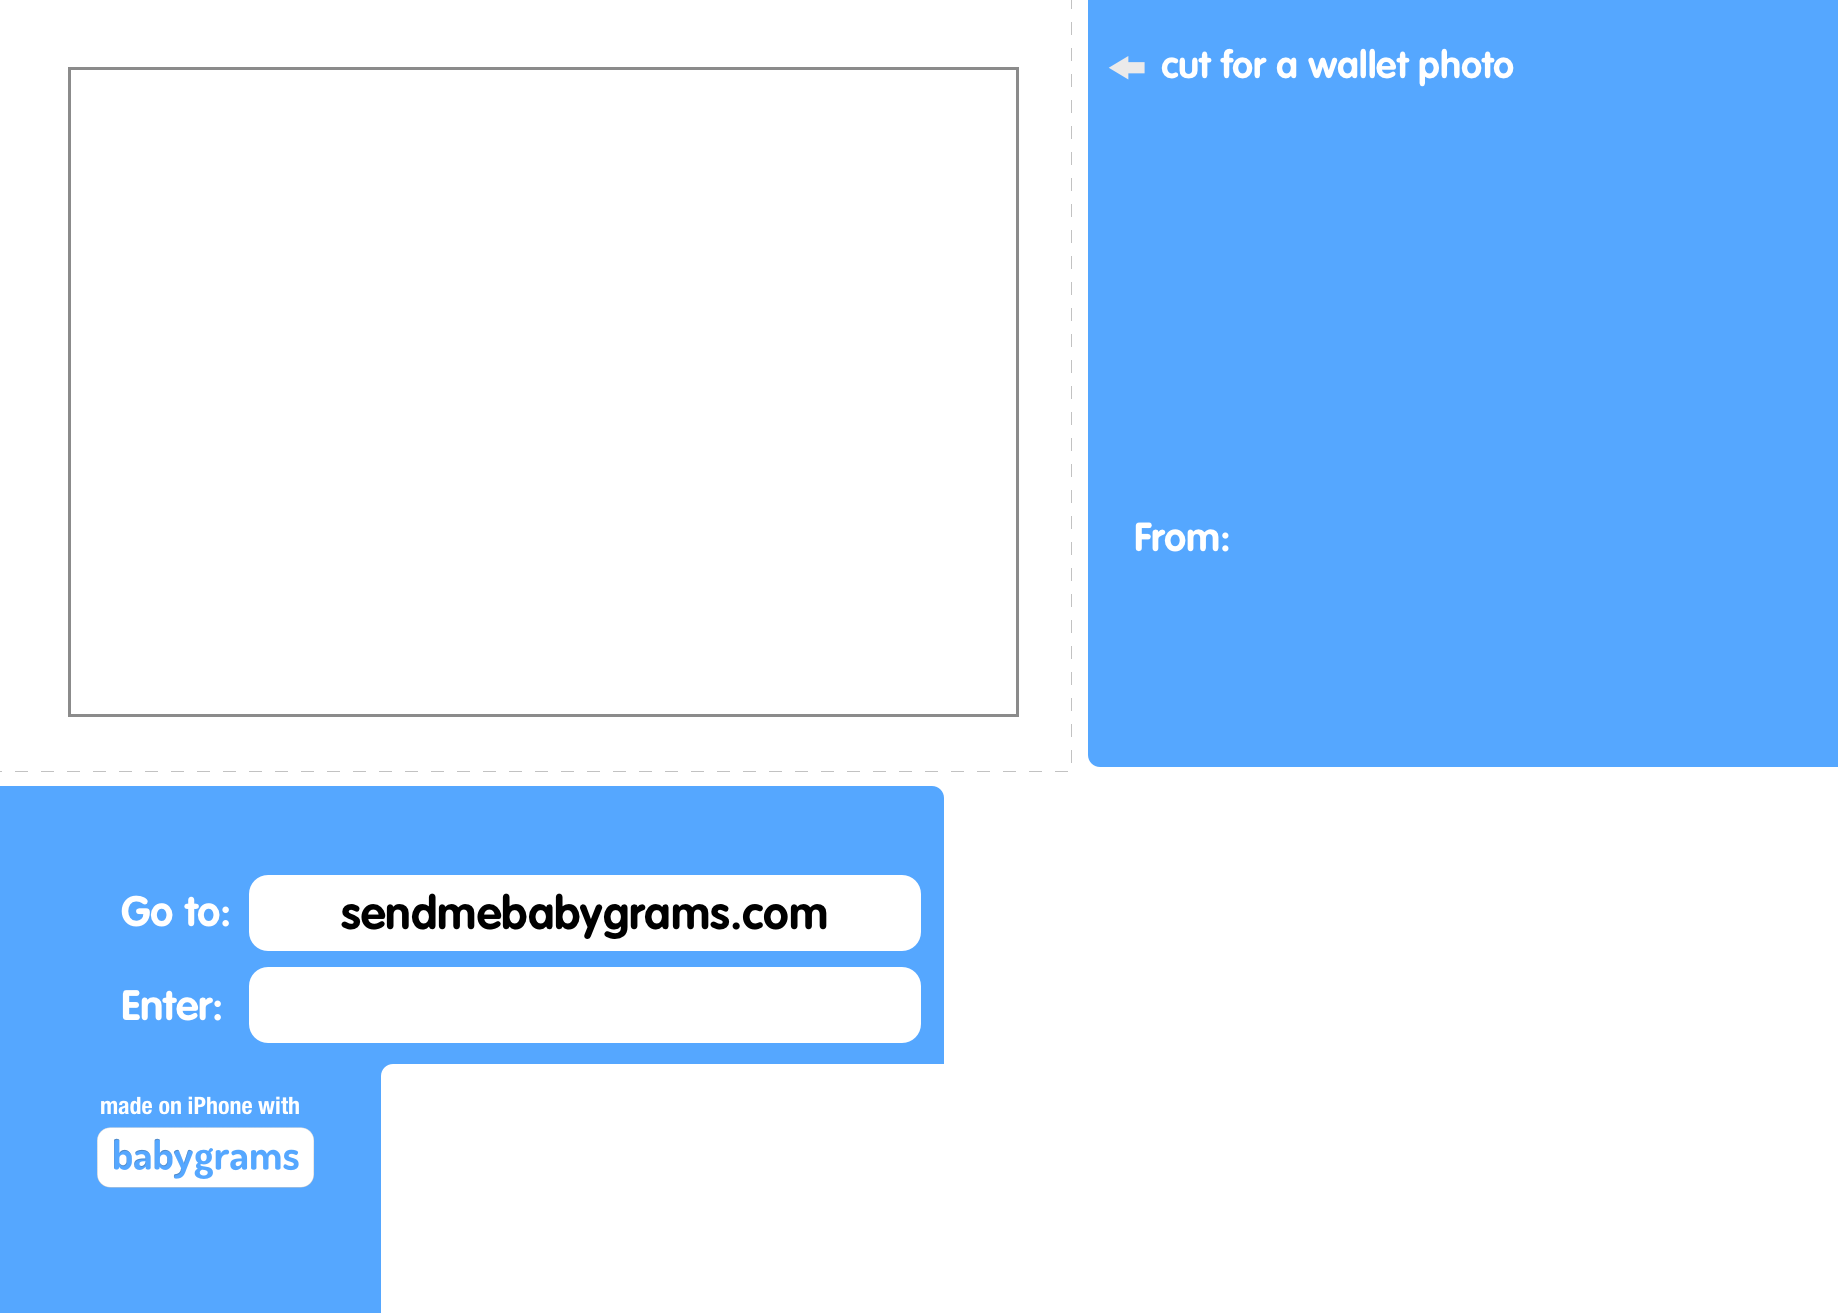 cut for a wallet photo
From:
Go to: sendmebabygrams.com
Enter:
made on iPhone with
babygrams